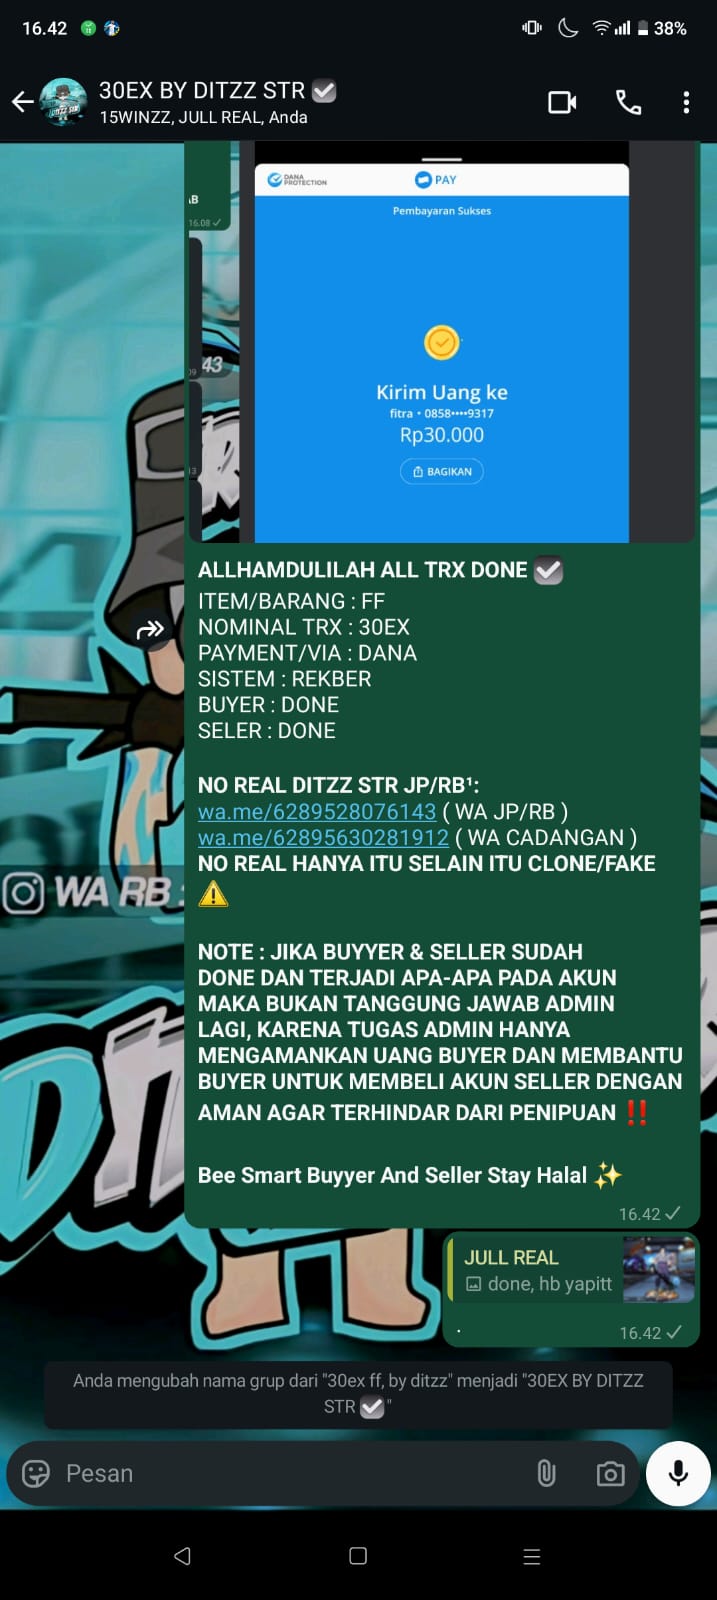 16.42 38%
30EX BY DITZZ STR ☑
15WINZZ, JULL REAL, Anda
AB
16.08 ✓
DANA PROTECTION
PAY
Pembayaran Sukses
43
09
13
Kirim Uang ke
fitra • 0858••••9317
Rp30.000
BAGIKAN
ALLHAMDULILAH ALL TRX DONE ☑
ITEM/BARANG : FF
NOMINAL TRX : 30EX
PAYMENT/VIA : DANA
SISTEM : REKBER
BUYER : DONE
SELER : DONE
NO REAL DITZZ STR JP/RB¹:
wa.me/6289528076143 ( WA JP/RB )
wa.me/62895630281912 ( WA CADANGAN )
NO REAL HANYA ITU SELAIN ITU CLONE/FAKE
⚠️
WA RB :
NOTE : JIKA BUYYER & SELLER SUDAH
DONE DAN TERJADI APA-APA PADA AKUN
MAKA BUKAN TANGGUNG JAWAB ADMIN
LAGI, KARENA TUGAS ADMIN HANYA
MENGAMANKAN UANG BUYER DAN MEMBANTU
BUYER UNTUK MEMBELI AKUN SELLER DENGAN
AMAN AGAR TERHINDAR DARI PENIPUAN ‼️
Bee Smart Buyyer And Seller Stay Halal ✨
16.42 ✓
JULL REAL
done, hb yapitt
.
16.42 ✓
Anda mengubah nama grup dari "30ex ff, by ditzz" menjadi "30EX BY DITZZ
STR ☑"
Pesan